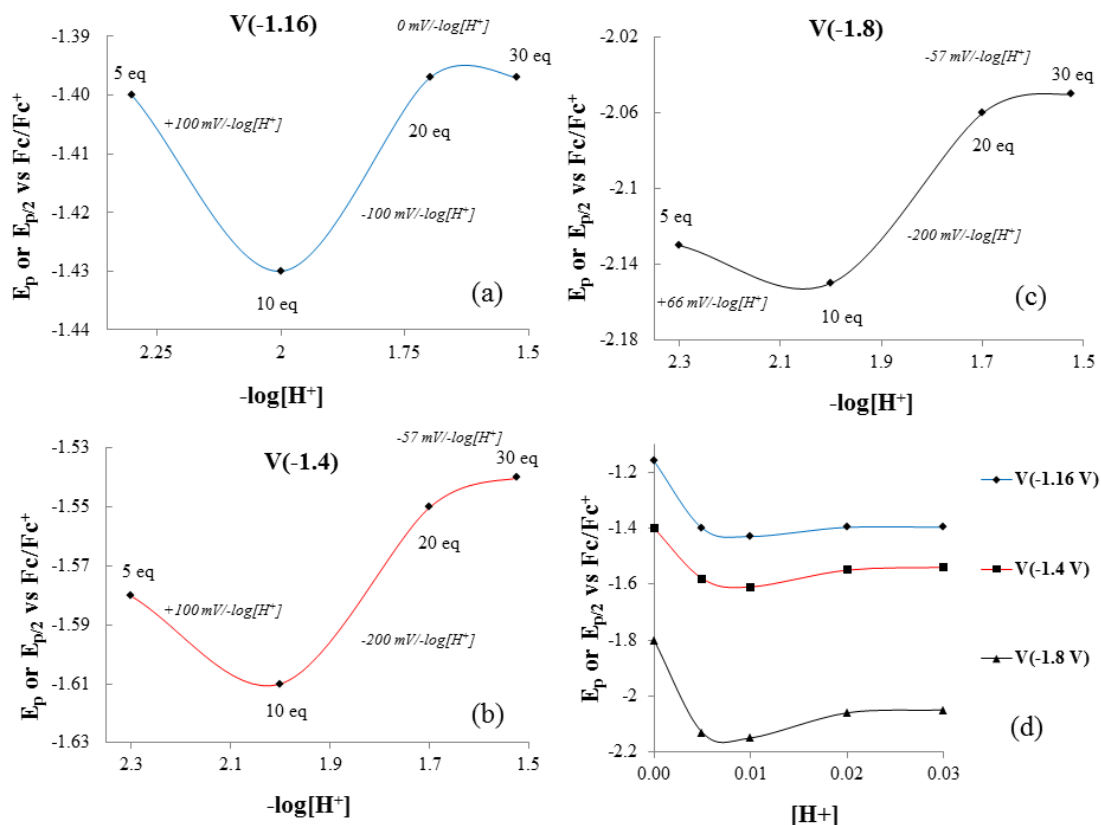 V(-1.16)
0 mV/-log[H+]
-1.39
5 eq
30 eq
-1.40
+100 mV/-log[H+]
20 eq
-1.41
-100 mV/-log[H+]
-1.42
-1.43
10 eq
(a)
-1.44
2.25
2
1.75
1.5
-log[H+]
Ep or Ep/2 vs Fc/Fc+
V(-1.8)
-57 mV/-log[H+]
-2.02
30 eq
-2.06
20 eq
-2.1
5 eq
-200 mV/-log[H+]
-2.14
+66 mV/-log[H+]
10 eq
(c)
-2.18
2.3
2.1
1.9
1.7
1.5
-log[H+]
Ep or Ep/2 vs Fc/Fc+
-57 mV/-log[H+]
-1.53
V(-1.4)
30 eq
-1.55
20 eq
-1.57
5 eq
+100 mV/-log[H+]
-1.59
-200 mV/-log[H+]
-1.61
10 eq
(b)
-1.63
2.3
2.1
1.9
1.7
1.5
-log[H+]
Ep or Ep/2 vs Fc/Fc+
-1.2
V(-1.16 V)
-1.4
V(-1.4 V)
-1.6
V(-1.8 V)
-1.8
-2
(d)
-2.2
0.00
0.01
0.02
0.03
[H+]
Ep or Ep/2 vs Fc/Fc+